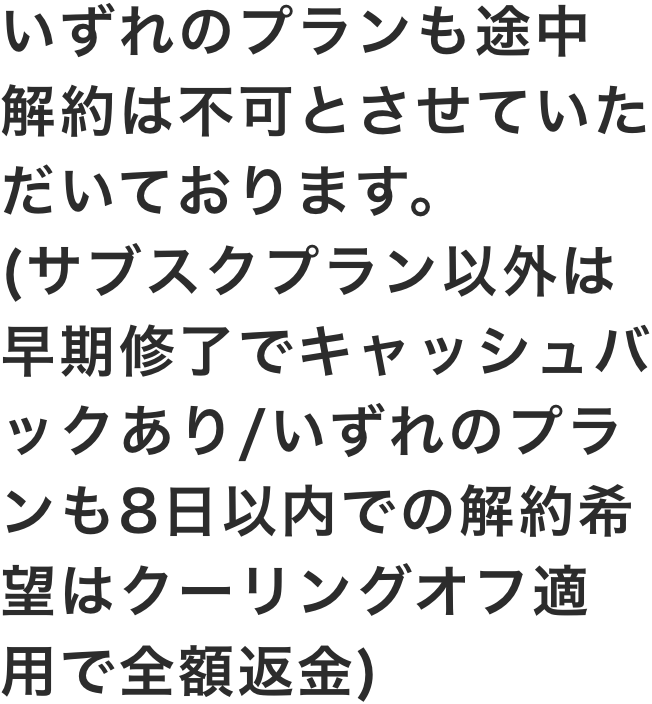 いずれのプランも途中
解約は不可とさせていた
だいております。
(サブスクプラン以外は
早期修了でキャッシュバ
ックあり/いずれのプラ
ンも8日以内での解約希
望はクーリングオフ適
用で全額返金)